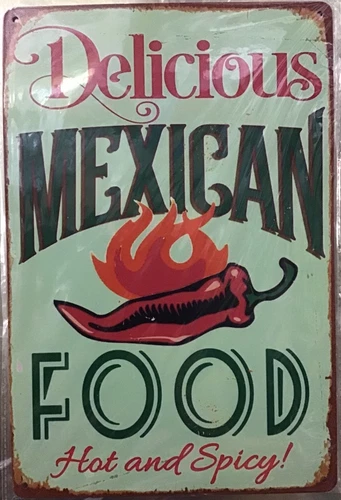 Delicious
MEXICAN
FOOD
Hot and Spicy!